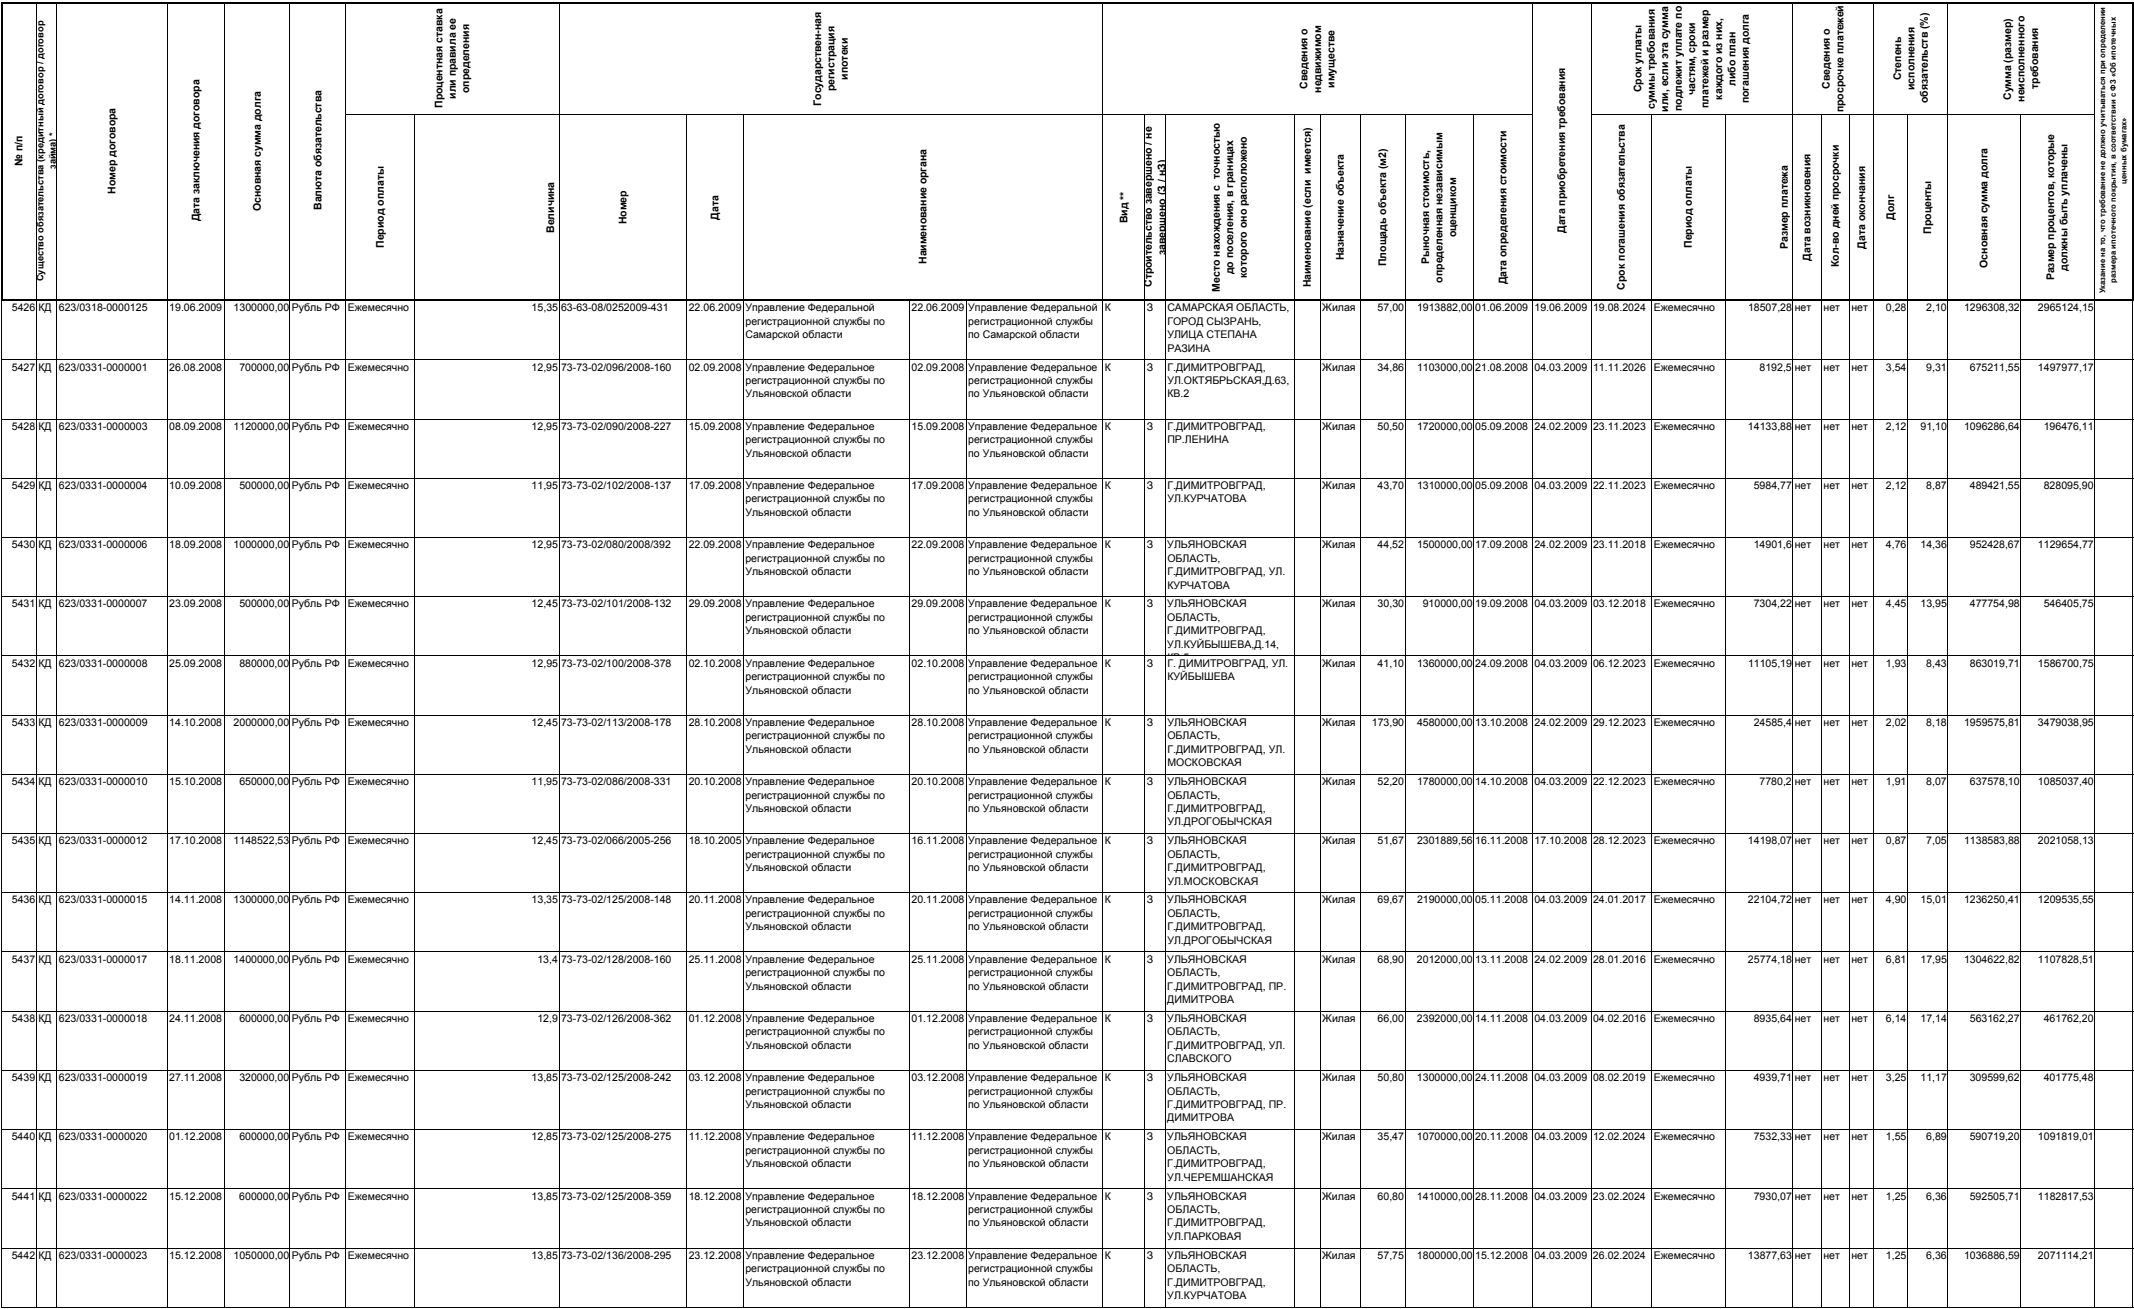 № п/п
Существо обязательства (кредитный договор / договор займа) *
Номер договора
Дата заключения договора
Основная сумма долга
Валюта обязательства
Процентная ставка или правила ее определения
Период оплаты
Величина
Государствен-ная регистрация ипотеки
Номер
Дата
Наименование органа
Сведения о недвижимом имуществе
Вид **
Строительство завершено / не завершено (З / нЗ)
Место нахождения с точностью до поселения, в границах которого оно расположено
Наименование (если имеется)
Назначение объекта
Площадь объекта (м2)
Рыночная стоимость, определенная независимым оценщиком
Дата определения стоимости
Дата приобретения требования
Срок уплаты суммы требования или, если эта сумма подлежит уплате по частям, сроки платежей и размер каждого из них, либо план погашения долга
Срок погашения обязательства
Период оплаты
Размер платежа
Сведения о просрочке платежей
Дата возникновения
Кол-во дней просрочки
Дата окончания
Степень исполнения обязательств (%)
Долг
Проценты
Сумма (размер) неисполненного требования
Основная сумма долга
Размер процентов, которые должны быть уплачены
Указание на то, что требование не должно учитываться при определении размера ипотечного покрытия, в соответствии с ФЗ «Об ипотечных ценных бумагах»
5426 КД 623/0318-0000125 19.06.2009 1300000,00 Рубль РФ Ежемесячно 15,35 63-63-08/0252009-431 22.06.2009 Управление Федеральной регистрационной службы по Самарской области 22.06.2009 Управление Федеральной регистрационной службы по Самарской области К З САМАРСКАЯ ОБЛАСТЬ, ГОРОД СЫЗРАНЬ, УЛИЦА СТЕПАНА РАЗИНА Жилая 57,00 1913882,00 01.06.2009 19.06.2009 19.08.2024 Ежемесячно 18507,28 нет нет нет 0,28 2,10 1296308,32 2965124,15
5427 КД 623/0331-0000001 26.08.2008 700000,00 Рубль РФ Ежемесячно 12,95 73-73-02/096/2008-160 02.09.2008 Управление Федеральное регистрационной службы по Ульяновской области 02.09.2008 Управление Федеральное регистрационной службы по Ульяновской области К З Г.ДИМИТРОВГРАД, УЛ.ОКТЯБРЬСКАЯ,Д.63, КВ.2 Жилая 34,86 1103000,00 21.08.2008 04.03.2009 11.11.2026 Ежемесячно 8192,5 нет нет нет 3,54 9,31 675211,55 1497977,17
5428 КД 623/0331-0000003 08.09.2008 1120000,00 Рубль РФ Ежемесячно 12,95 73-73-02/090/2008-227 15.09.2008 Управление Федеральное регистрационной службы по Ульяновской области 15.09.2008 Управление Федеральное регистрационной службы по Ульяновской области К З Г.ДИМИТРОВГРАД, ПР.ЛЕНИНА Жилая 50,50 1720000,00 05.09.2008 24.02.2009 23.11.2023 Ежемесячно 14133,88 нет нет нет 2,12 91,10 1096286,64 196476,11
5429 КД 623/0331-0000004 10.09.2008 500000,00 Рубль РФ Ежемесячно 11,95 73-73-02/102/2008-137 17.09.2008 Управление Федеральное регистрационной службы по Ульяновской области 17.09.2008 Управление Федеральное регистрационной службы по Ульяновской области К З Г.ДИМИТРОВГРАД, УЛ.КУРЧАТОВА Жилая 43,70 1310000,00 05.09.2008 04.03.2009 22.11.2023 Ежемесячно 5984,77 нет нет нет 2,12 8,87 489421,55 828095,90
5430 КД 623/0331-0000006 18.09.2008 1000000,00 Рубль РФ Ежемесячно 12,95 73-73-02/080/2008/392 22.09.2008 Управление Федеральное регистрационной службы по Ульяновской области 22.09.2008 Управление Федеральное регистрационной службы по Ульяновской области К З УЛЬЯНОВСКАЯ ОБЛАСТЬ, Г.ДИМИТРОВГРАД, УЛ. КУРЧАТОВА Жилая 44,52 1500000,00 17.09.2008 24.02.2009 23.11.2018 Ежемесячно 14901,6 нет нет нет 4,76 14,36 952428,67 1129654,77
5431 КД 623/0331-0000007 23.09.2008 500000,00 Рубль РФ Ежемесячно 12,45 73-73-02/101/2008-132 29.09.2008 Управление Федеральное регистрационной службы по Ульяновской области 29.09.2008 Управление Федеральное регистрационной службы по Ульяновской области К З УЛЬЯНОВСКАЯ ОБЛАСТЬ, Г.ДИМИТРОВГРАД, УЛ.КУЙБЫШЕВА,Д.14, Жилая 30,30 910000,00 19.09.2008 04.03.2009 03.12.2018 Ежемесячно 7304,22 нет нет нет 4,45 13,95 477754,98 546405,75
5432 КД 623/0331-0000008 25.09.2008 880000,00 Рубль РФ Ежемесячно 12,95 73-73-02/100/2008-378 02.10.2008 Управление Федеральное регистрационной службы по Ульяновской области 02.10.2008 Управление Федеральное регистрационной службы по Ульяновской области К З Г. ДИМИТРОВГРАД, УЛ. КУЙБЫШЕВА Жилая 41,10 1360000,00 24.09.2008 04.03.2009 06.12.2023 Ежемесячно 11105,19 нет нет нет 1,93 8,43 863019,71 1586700,75
5433 КД 623/0331-0000009 14.10.2008 2000000,00 Рубль РФ Ежемесячно 12,45 73-73-02/113/2008-178 28.10.2008 Управление Федеральное регистрационной службы по Ульяновской области 28.10.2008 Управление Федеральное регистрационной службы по Ульяновской области К З УЛЬЯНОВСКАЯ ОБЛАСТЬ, Г.ДИМИТРОВГРАД, УЛ. МОСКОВСКАЯ Жилая 173,90 4580000,00 13.10.2008 24.02.2009 29.12.2023 Ежемесячно 24585,4 нет нет нет 2,02 8,18 1959575,81 3479038,95
5434 КД 623/0331-0000010 15.10.2008 650000,00 Рубль РФ Ежемесячно 11,95 73-73-02/086/2008-331 20.10.2008 Управление Федеральное регистрационной службы по Ульяновской области 20.10.2008 Управление Федеральное регистрационной службы по Ульяновской области К З УЛЬЯНОВСКАЯ ОБЛАСТЬ, Г.ДИМИТРОВГРАД, УЛ.ДРОГОБЫЧСКАЯ Жилая 52,20 1780000,00 14.10.2008 04.03.2009 22.12.2023 Ежемесячно 7780,2 нет нет нет 1,91 8,07 637578,10 1085037,40
5435 КД 623/0331-0000012 17.10.2008 1148522,53 Рубль РФ Ежемесячно 12,45 73-73-02/066/2005-256 18.10.2005 Управление Федеральное регистрационной службы по Ульяновской области 16.11.2008 Управление Федеральное регистрационной службы по Ульяновской области К З УЛЬЯНОВСКАЯ ОБЛАСТЬ, Г.ДИМИТРОВГРАД, УЛ.МОСКОВСКАЯ Жилая 51,67 2301889,56 16.11.2008 17.10.2008 28.12.2023 Ежемесячно 14198,07 нет нет нет 0,87 7,05 1138583,88 2021058,13
5436 КД 623/0331-0000015 14.11.2008 1300000,00 Рубль РФ Ежемесячно 13,35 73-73-02/125/2008-148 20.11.2008 Управление Федеральное регистрационной службы по Ульяновской области 20.11.2008 Управление Федеральное регистрационной службы по Ульяновской области К З УЛЬЯНОВСКАЯ ОБЛАСТЬ, Г.ДИМИТРОВГРАД, УЛ.ДРОГОБЫЧСКАЯ Жилая 69,67 2190000,00 05.11.2008 04.03.2009 24.01.2017 Ежемесячно 22104,72 нет нет нет 4,90 15,01 1236250,41 1209535,55
5437 КД 623/0331-0000017 18.11.2008 1400000,00 Рубль РФ Ежемесячно 13,4 73-73-02/128/2008-160 25.11.2008 Управление Федеральное регистрационной службы по Ульяновской области 25.11.2008 Управление Федеральное регистрационной службы по Ульяновской области К З УЛЬЯНОВСКАЯ ОБЛАСТЬ, Г.ДИМИТРОВГРАД, ПР. ДИМИТРОВА Жилая 68,90 2012000,00 13.11.2008 24.02.2009 28.01.2016 Ежемесячно 25774,18 нет нет нет 6,81 17,95 1304622,82 1107828,51
5438 КД 623/0331-0000018 24.11.2008 600000,00 Рубль РФ Ежемесячно 12,9 73-73-02/126/2008-362 01.12.2008 Управление Федеральное регистрационной службы по Ульяновской области 01.12.2008 Управление Федеральное регистрационной службы по Ульяновской области К З УЛЬЯНОВСКАЯ ОБЛАСТЬ, Г.ДИМИТРОВГРАД, УЛ. СЛАВСКОГО Жилая 66,00 2392000,00 14.11.2008 04.03.2009 04.02.2016 Ежемесячно 8935,64 нет нет нет 6,14 17,14 563162,27 461762,20
5439 КД 623/0331-0000019 27.11.2008 320000,00 Рубль РФ Ежемесячно 13,85 73-73-02/125/2008-242 03.12.2008 Управление Федеральное регистрационной службы по Ульяновской области 03.12.2008 Управление Федеральное регистрационной службы по Ульяновской области К З УЛЬЯНОВСКАЯ ОБЛАСТЬ, Г.ДИМИТРОВГРАД, ПР. ДИМИТРОВА Жилая 50,80 1300000,00 24.11.2008 04.03.2009 08.02.2019 Ежемесячно 4939,71 нет нет нет 3,25 11,17 309599,62 401775,48
5440 КД 623/0331-0000020 01.12.2008 600000,00 Рубль РФ Ежемесячно 12,85 73-73-02/125/2008-275 11.12.2008 Управление Федеральное регистрационной службы по Ульяновской области 11.12.2008 Управление Федеральное регистрационной службы по Ульяновской области К З УЛЬЯНОВСКАЯ ОБЛАСТЬ, Г.ДИМИТРОВГРАД, УЛ.ЧЕРЕМШАНСКАЯ Жилая 35,47 1070000,00 20.11.2008 04.03.2009 12.02.2024 Ежемесячно 7532,33 нет нет нет 1,55 6,89 590719,20 1091819,01
5441 КД 623/0331-0000022 15.12.2008 600000,00 Рубль РФ Ежемесячно 13,85 73-73-02/125/2008-359 18.12.2008 Управление Федеральное регистрационной службы по Ульяновской области 18.12.2008 Управление Федеральное регистрационной службы по Ульяновской области К З УЛЬЯНОВСКАЯ ОБЛАСТЬ, Г.ДИМИТРОВГРАД, УЛ.ПАРКОВАЯ Жилая 60,80 1410000,00 28.11.2008 04.03.2009 23.02.2024 Ежемесячно 7930,07 нет нет нет 1,25 6,36 592505,71 1182817,53
5442 КД 623/0331-0000023 15.12.2008 1050000,00 Рубль РФ Ежемесячно 13,85 73-73-02/136/2008-295 23.12.2008 Управление Федеральное регистрационной службы по Ульяновской области 23.12.2008 Управление Федеральное регистрационной службы по Ульяновской области К З УЛЬЯНОВСКАЯ ОБЛАСТЬ, Г.ДИМИТРОВГРАД, УЛ.КУРЧАТОВА Жилая 57,75 1800000,00 15.12.2008 04.03.2009 26.02.2024 Ежемесячно 13877,63 нет нет нет 1,25 6,36 1036886,59 2071114,21